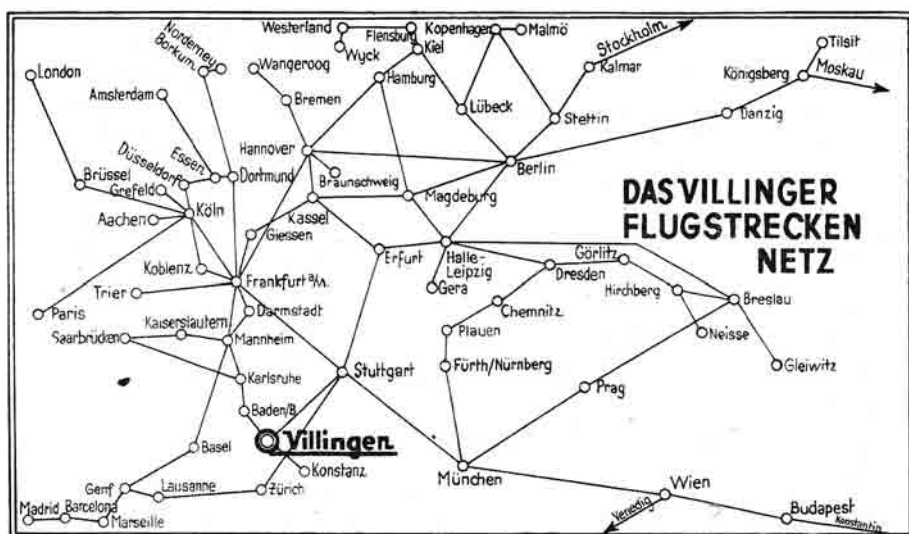 Westerland
Flensburg
Wyck
Kiel
Kopenhagen
Malmö
Stockholm
Kalmar
Tilsit
Königsberg
Moskau
Norderney
Borkum
Wangeroog
London
Amsterdam
Bremen
Hamburg
Lübeck
Stettin
Danzig
Hannover
Berlin
Braunschweig
Essen
Düsseldorf
Dortmund
Brüssel
Grefeld
Köln
Aachen
Kassel
Magdeburg
Giessen
DAS VILLINGER
FLUGSTRECKEN
NETZ
Koblenz
Frankfurt a/M.
Erfurt
Halle-
Leipzig
Gera
Görlitz
Dresden
Hirchberg
Breslau
Trier
Paris
Darmstadt
Chemnitz
Kaiserslautern
Saarbrücken
Mannheim
Plauen
Neisse
Gleiwitz
Karlsruhe
Stuttgart
Fürth/Nürnberg
Prag
Baden/B.
Villingen
Basel
Konstanz
München
Genf
Lausanne
Zürich
Wien
Madrid
Barcelona
Marseille
Venedig
Budapest
Konstantin